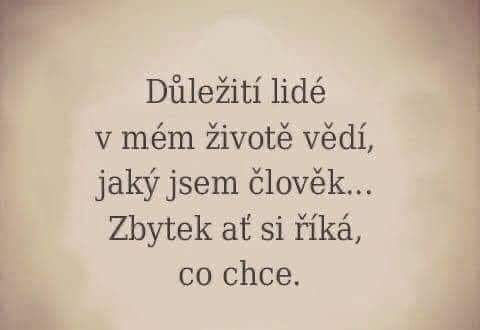 Důležití lidé
v mém životě vědí,
jaký jsem člověk...
Zbytek ať si říká,
co chce.